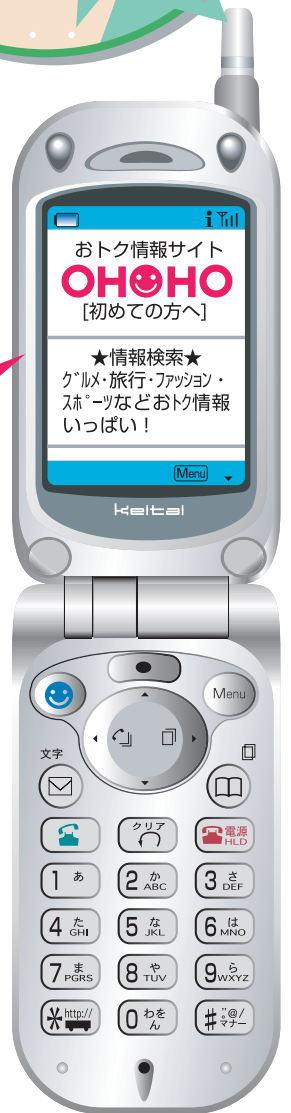 i
おトク情報サイト
OHOHO
[初めての方へ]
★情報検索★
グルメ・旅行・ファッション・
スポーツなどおトク情報
いっぱい！
Menu
keitai
Menu
文字
クリア
電源
HLD
1 あ
2 か ABC
3 さ DEF
4 た GHI
5 な JKL
6 は MNO
7 ま PGRS
8 や TUV
9 ら WXYZ
* http://
0 わをん
# ゛゜@/マナー